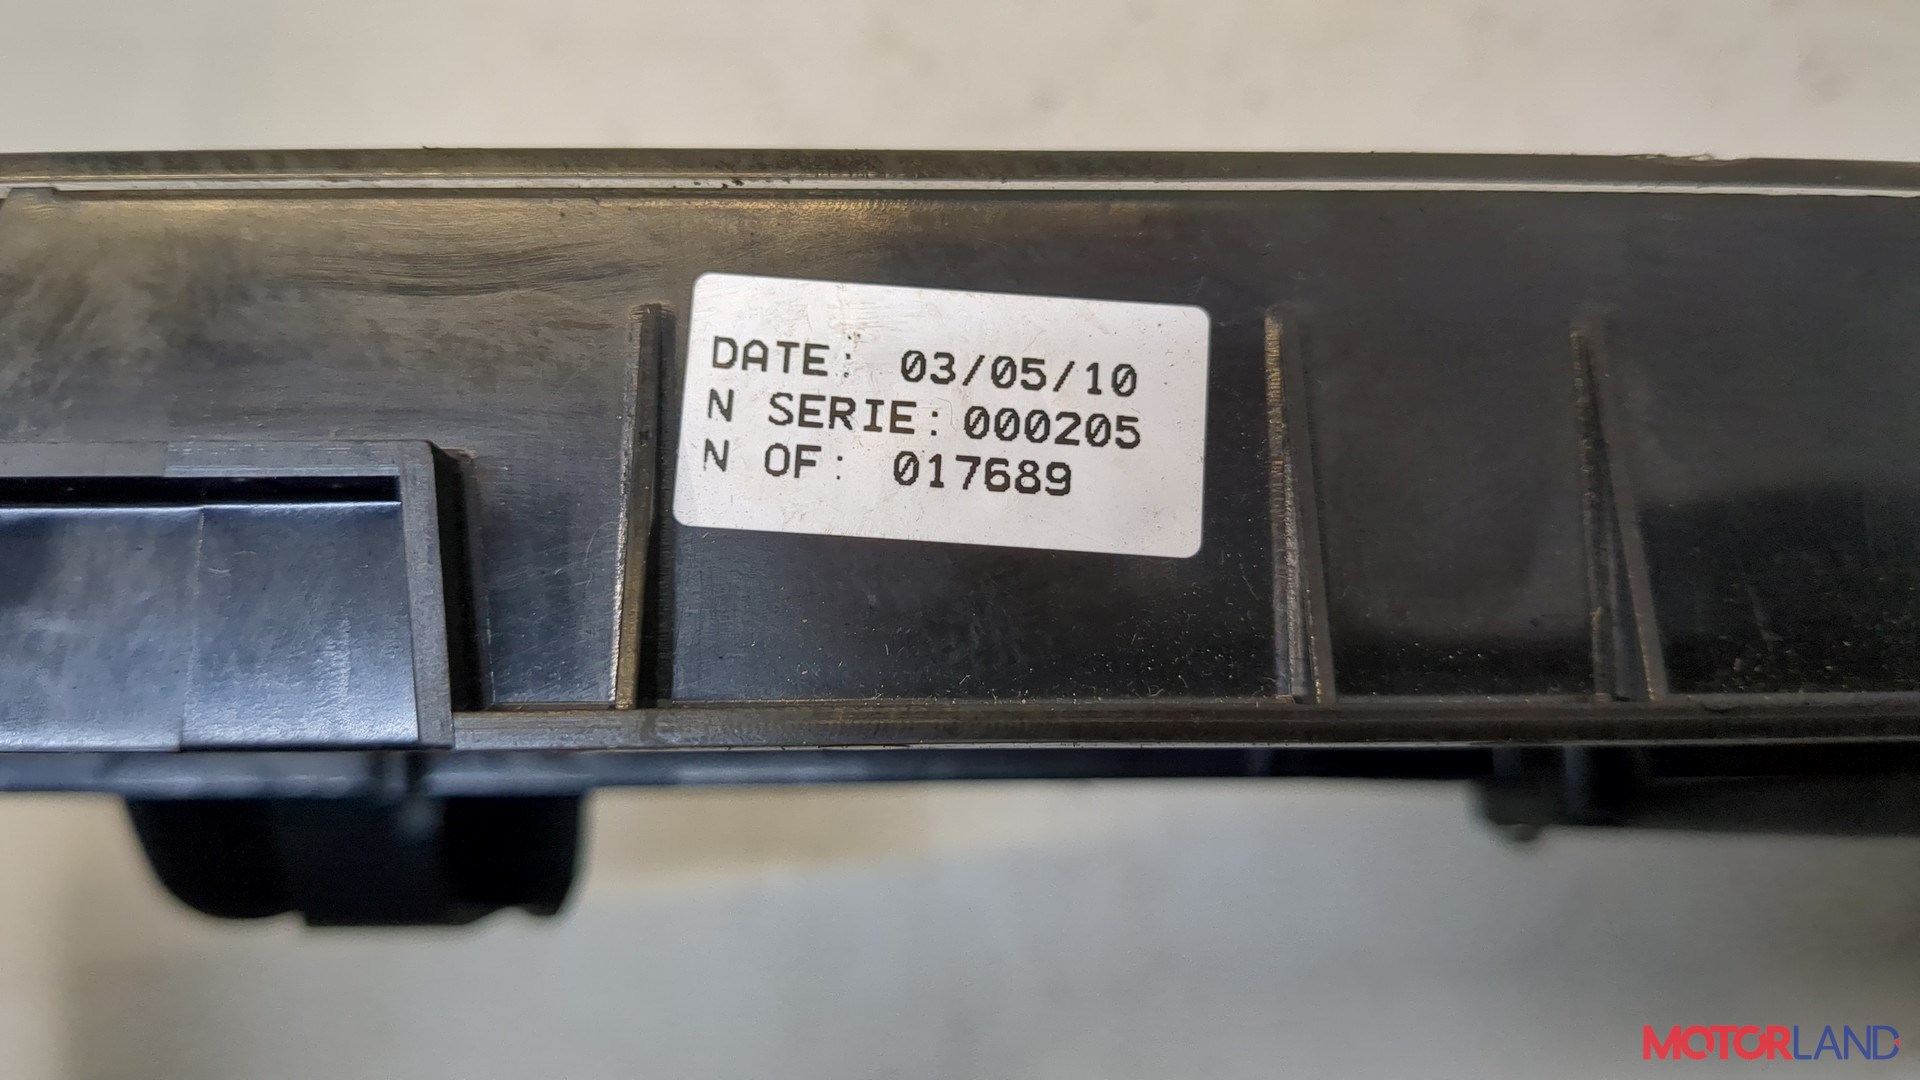 DATE: 03/05/10
N SERIE: 000205
N OF: 017689
MOTORLAND